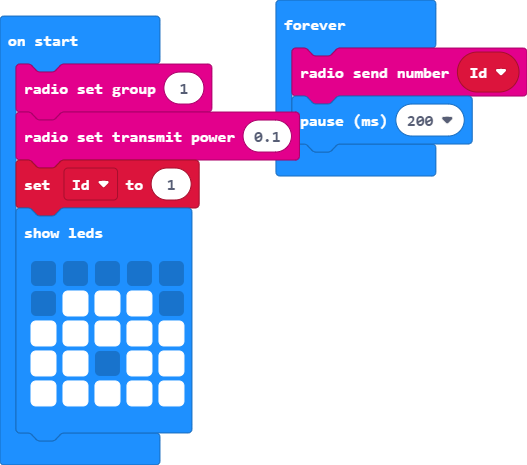 on start
radio set group 1
radio set transmit power 0.1
set Id to 1
show leds
forever
radio send number Id
pause (ms) 200